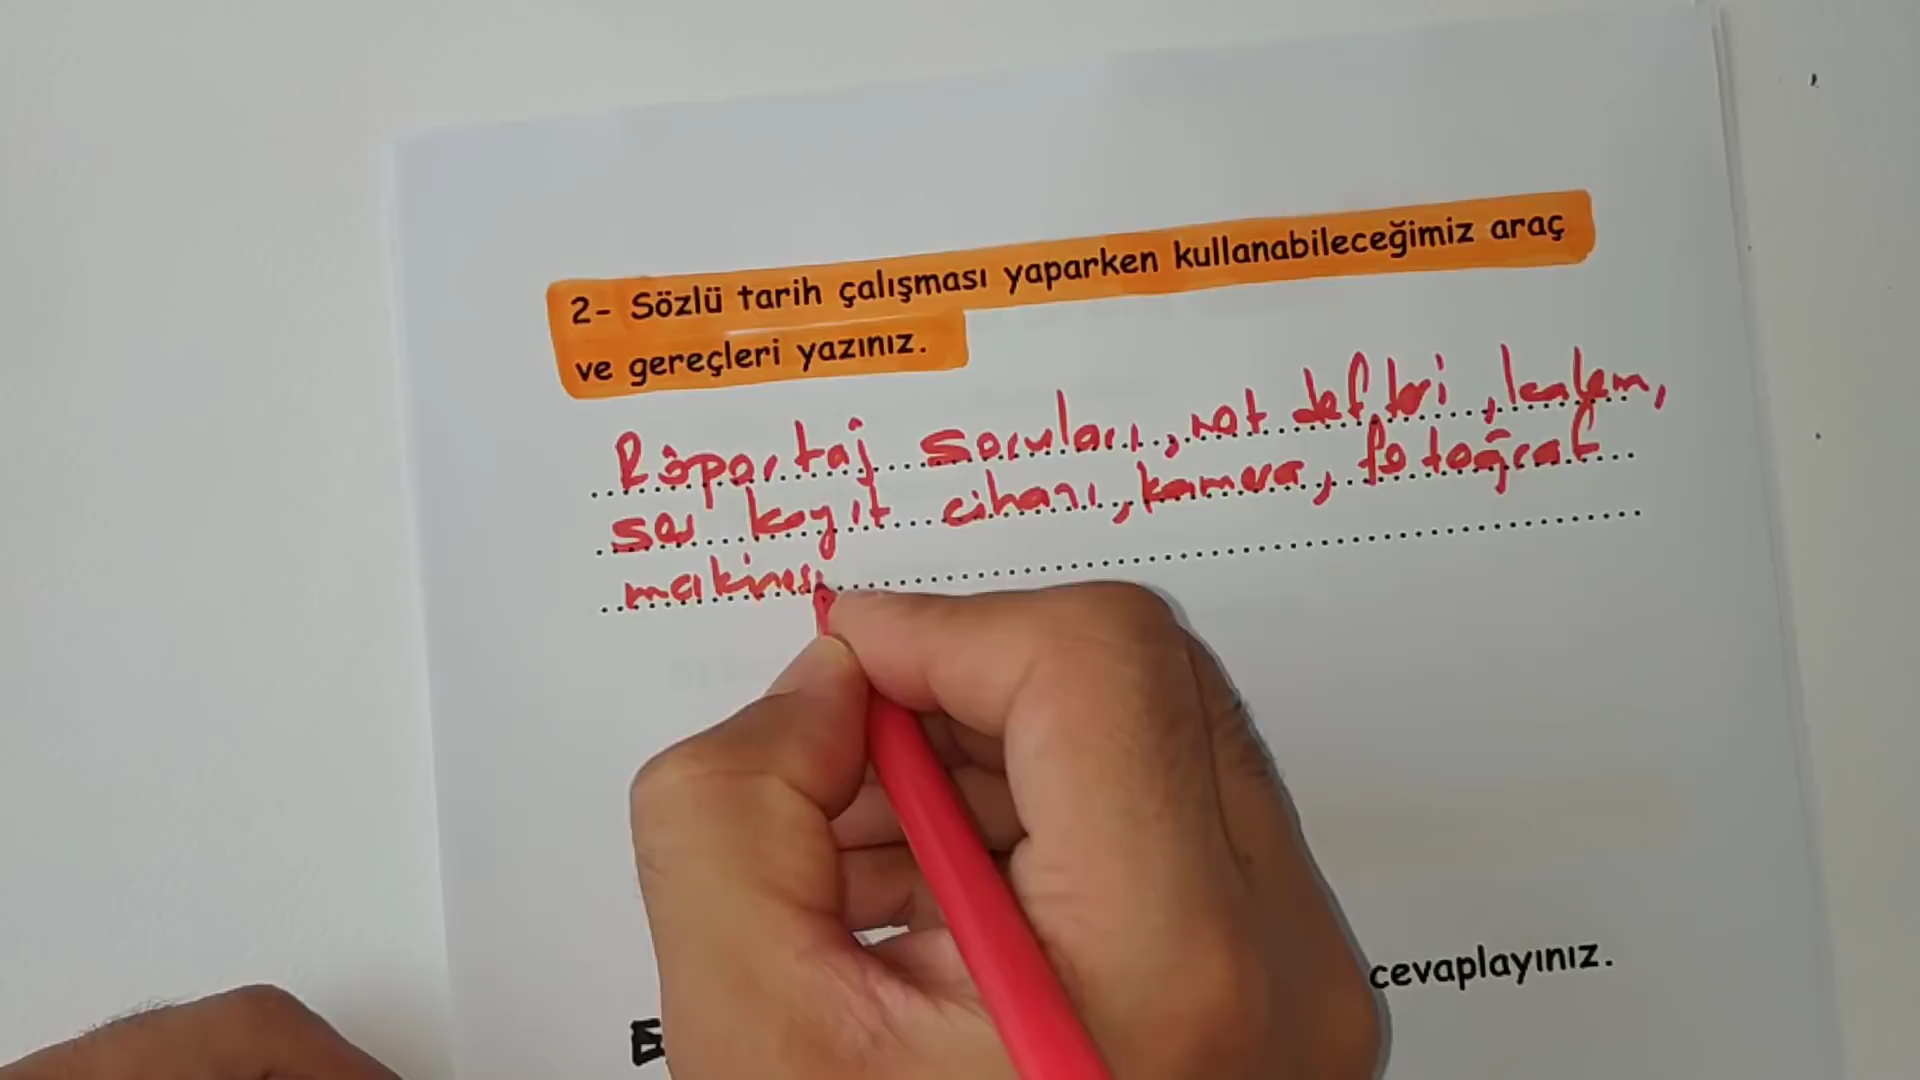 2- Sözlü tarih çalışması yaparken kullanabileceğimiz araç
ve gereçleri yazınız.
Röportaj soruları, not defteri, kalem,
ses kayıt cihazı, kamera, fotoğraf
makinesi
cevaplayınız.